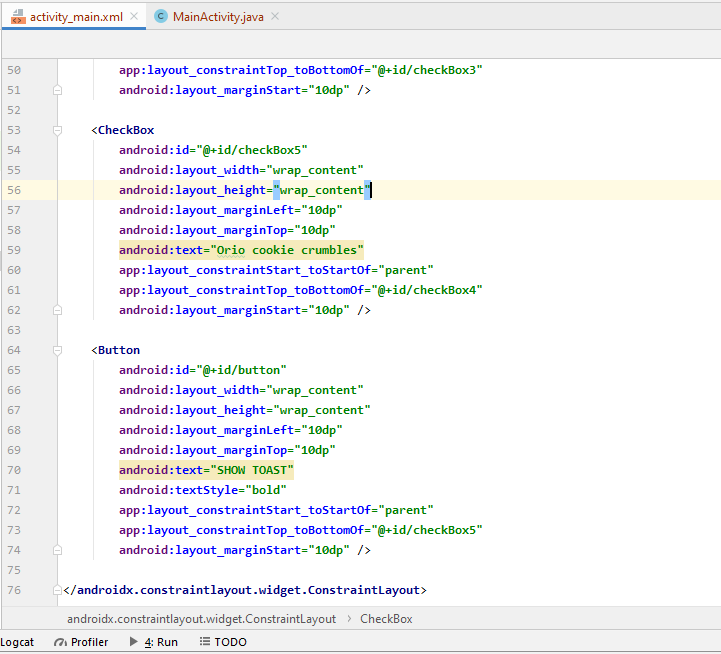 activity_main.xml × C MainActivity.java ×
50 app:layout_constraintTop_toBottomOf="@+id/checkBox3"
51 android:layout_marginStart="10dp" />
52
53 <CheckBox
54 android:id="@+id/checkBox5"
55 android:layout_width="wrap_content"
56 android:layout_height="wrap_content"
57 android:layout_marginLeft="10dp"
58 android:layout_marginTop="10dp"
59 android:text="Orio cookie crumbles"
60 app:layout_constraintStart_toStartOf="parent"
61 app:layout_constraintTop_toBottomOf="@+id/checkBox4"
62 android:layout_marginStart="10dp" />
63
64 <Button
65 android:id="@+id/button"
66 android:layout_width="wrap_content"
67 android:layout_height="wrap_content"
68 android:layout_marginLeft="10dp"
69 android:layout_marginTop="10dp"
70 android:text="SHOW TOAST"
71 android:textStyle="bold"
72 app:layout_constraintStart_toStartOf="parent"
73 app:layout_constraintTop_toBottomOf="@+id/checkBox5"
74 android:layout_marginStart="10dp" />
75
76 </androidx.constraintlayout.widget.ConstraintLayout>
androidx.constraintlayout.widget.ConstraintLayout › CheckBox
Logcat Profiler 4: Run TODO